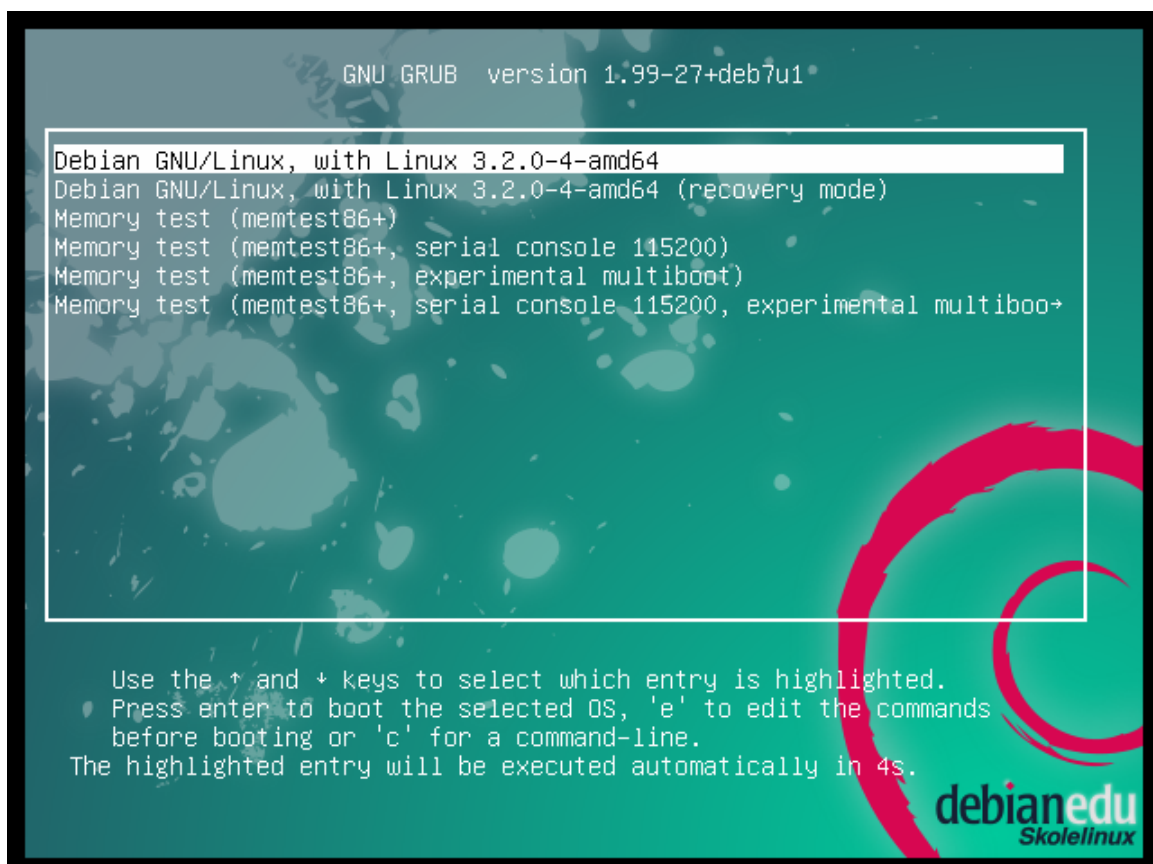 GNU GRUB version 1.99-27+deb7u1
Debian GNU/Linux, with Linux 3.2.0-4-amd64
Debian GNU/Linux, with Linux 3.2.0-4-amd64 (recovery mode)
Memory test (memtest86+)
Memory test (memtest86+, serial console 115200)
Memory test (memtest86+, experimental multiboot)
Memory test (memtest86+, serial console 115200, experimental multiboo→
Use the ↑ and ↓ keys to select which entry is highlighted.
Press enter to boot the selected OS, 'e' to edit the commands
before booting or 'c' for a command-line.
The highlighted entry will be executed automatically in 4s.
debianedu
Skolelinux